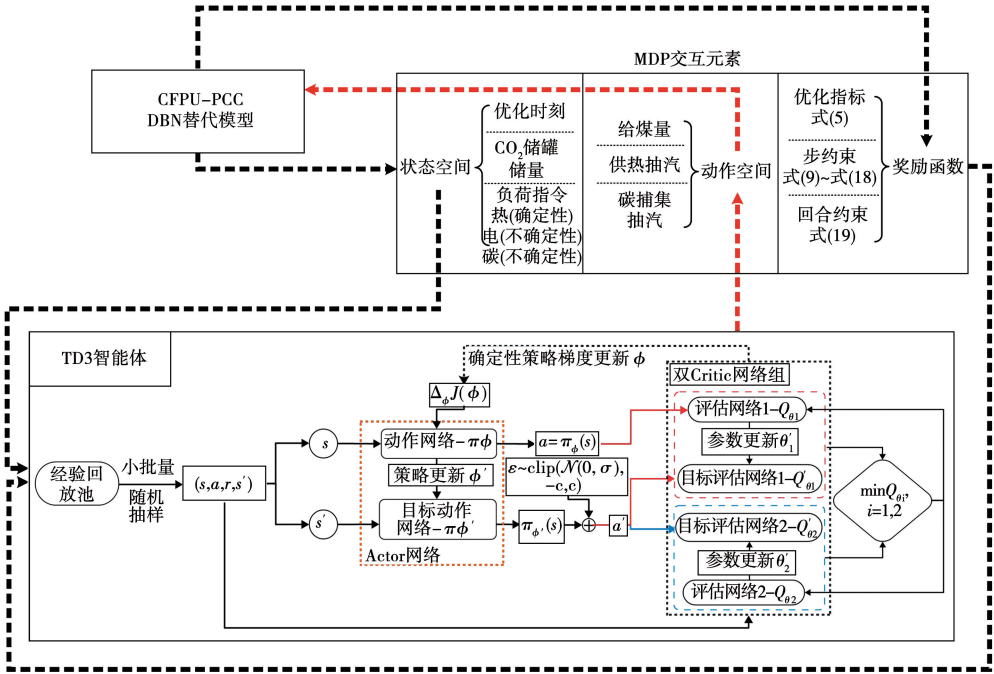 MDP交互元素
CFPU-PCC
DBN替代模型
状态空间
优化时刻
CO₂储罐
储量
负荷指令
热(确定性)
电(不确定性)
碳(不确定性)
给煤量
供热抽汽
碳捕集
抽汽
动作空间
优化指标
式(5)
步约束
式(9)~式(18)
回合约束
式(19)
奖励函数
TD3智能体
确定性策略梯度更新 ϕ
Δ_ϕJ(ϕ)
双Critic网络组
经验回
放池
小批量
随机
抽样
(s,a,r,s′)
s
s′
动作网络-πϕ
策略更新 ϕ′
目标动作
网络-πϕ′
Actor网络
a=π_ϕ(s)
ε~clip(𝒩(0, σ),
-c,c)
π_ϕ′(s)
a′
评估网络1-Q_θ1
参数更新θ′₁
目标评估网络1-Q′_θ1
目标评估网络2-Q′_θ2
参数更新θ′₂
评估网络2-Q_θ2
minQ_θi′,
i=1,2